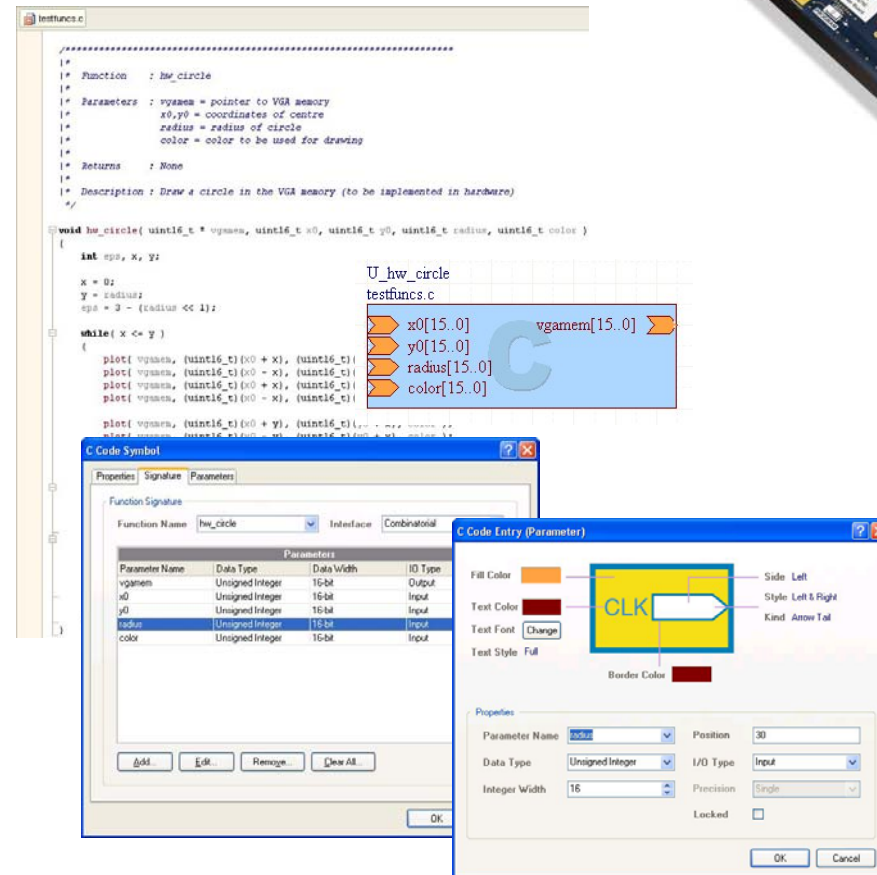 testfuncs.c
/************************************************************************
|*
|* Function : hw_circle
|*
|* Parameters : vgamem = pointer to VGA memory
|* x0,y0 = coordinates of centre
|* radius = radius of circle
|* color = color to be used for drawing
|*
|* Returns : None
|*
|* Description : Draw a circle in the VGA memory (to be implemented in hardware)
*/
void hw_circle( uint16_t * vgamem, uint16_t x0, uint16_t y0, uint16_t radius, uint16_t color )
{
int eps, x, y;
x = 0;
y = radius;
eps = 3 - (radius << 1);
while( x <= y )
{
plot( vgamem, (uint16_t)(x0 + x), (uint16_t)(
plot( vgamem, (uint16_t)(x0 - x), (uint16_t)(
plot( vgamem, (uint16_t)(x0 + x), (uint16_t)(
plot( vgamem, (uint16_t)(x0 - x), (uint16_t)(
plot( vgamem, (uint16_t)(x0 + y), (uint16_t)(
plot( vgamem, (uint16_t)(x0 - y), (uint16_t)(y0 + x), color );
}
U_hw_circle
testfuncs.c
C
x0[15..0] vgamem[15..0]
y0[15..0]
radius[15..0]
color[15..0]
C Code Symbol
Properties Signature Parameters
Function Signature
Function Name hw_circle Interface Combinatorial
Parameters
Parameter Name Data Type Data Width IO Type
vgamem Unsigned Integer 16-bit Output
x0 Unsigned Integer 16-bit Input
y0 Unsigned Integer 16-bit Input
radius Unsigned Integer 16-bit Input
color Unsigned Integer 16-bit Input
Add... Edit... Remove... Clear All...
OK
C Code Entry (Parameter)
Fill Color
Text Color
Text Font Change
Text Style Full
CLK
Border Color
Side Left
Style Left & Right
Kind Arrow Tail
Properties
Parameter Name radius Position 30
Data Type Unsigned Integer I/O Type Input
Integer Width 16 Precision Single
Locked
OK Cancel